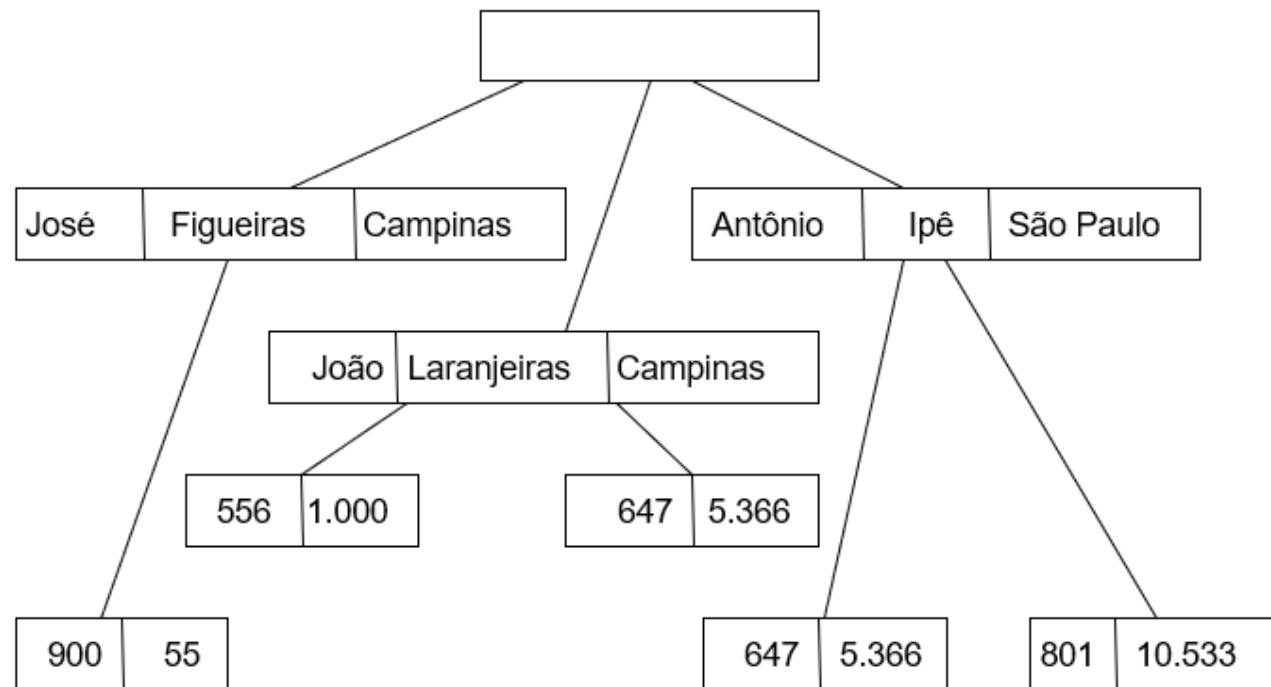 José Figueiras Campinas
Antônio Ipê São Paulo
João Laranjeiras Campinas
556 1.000
647 5.366
900 55
647 5.366
801 10.533